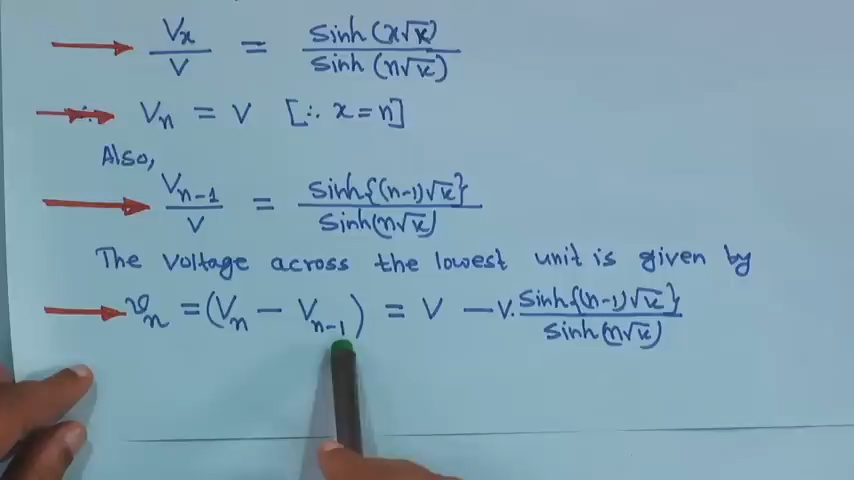 Vx/V = Sinh(x√k)/Sinh(n√k)
∴ Vn = V [∴ x = n]
Also,
Vn-1/V = Sinh{(n-1)√k}/Sinh(n√k)
The voltage across the lowest unit is given by
vn = (Vn - Vn-1) = V - V. Sinh{(n-1)√k}/Sinh(n√k)